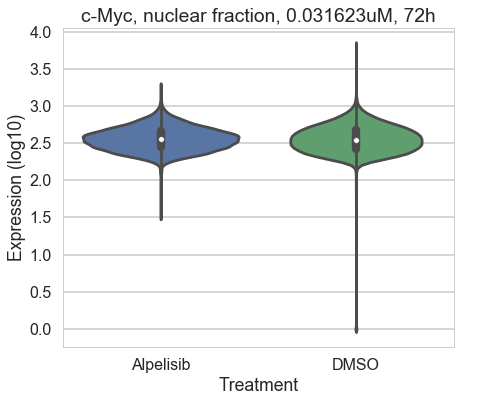 c-Myc, nuclear fraction, 0.031623uM, 72h
4.0
3.5
3.0
2.5
2.0
1.5
1.0
0.5
0.0
Expression (log10)
Alpelisib
DMSO
Treatment